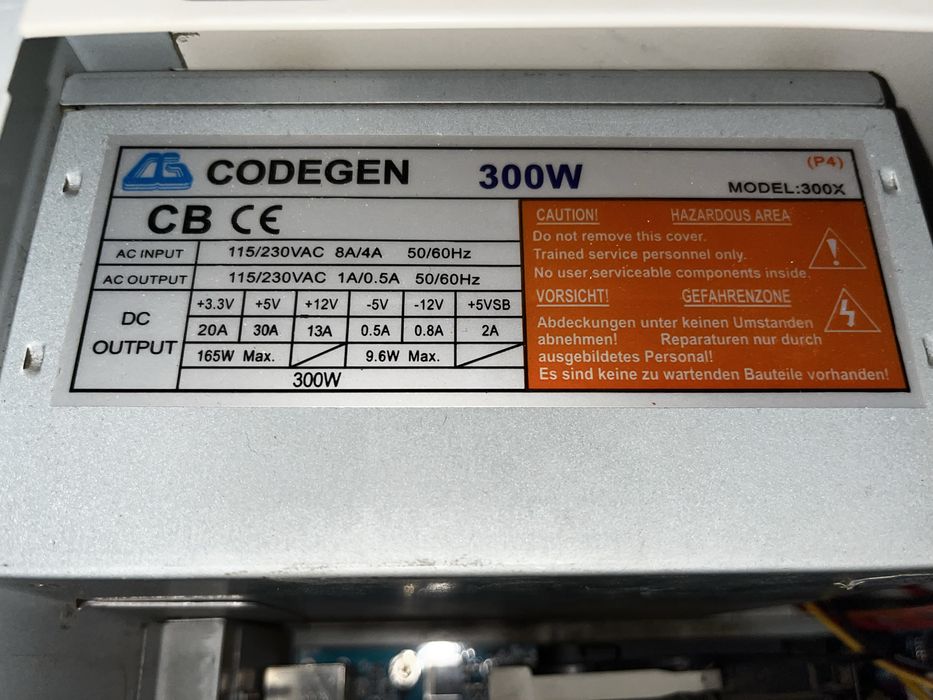 CODEGEN 300W (P4)
MODEL:300X
CB CE
AC INPUT 115/230VAC 8A/4A 50/60Hz
AC OUTPUT 115/230VAC 1A/0.5A 50/60Hz
DC OUTPUT
+3.3V +5V +12V -5V -12V +5VSB
20A 30A 13A 0.5A 0.8A 2A
165W Max. 9.6W Max.
300W
CAUTION! HAZARDOUS AREA
Do not remove this cover.
Trained service personnel only.
No user serviceable components inside.
VORSICHT! GEFAHRENZONE
Abdeckungen unter keinen Umstanden
abnehmen! Reparaturen nur durch
ausgebildetes Personal!
Es sind keine zu wartenden Bauteile vorhanden!